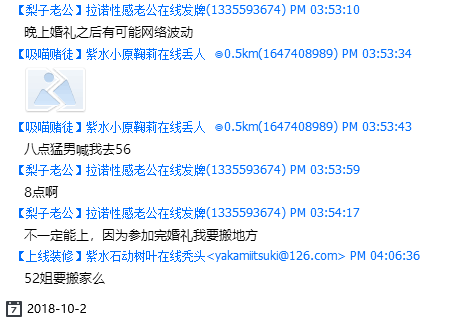 【梨子老公】拉诺性感老公在线发牌(1335593674) PM 03:53:10
晚上婚礼之后有可能网络波动
【吸喵赌徒】紫水小原鞠莉在线丢人 ⊙0.5km(1647408989) PM 03:53:34
【吸喵赌徒】紫水小原鞠莉在线丢人 ⊙0.5km(1647408989) PM 03:53:43
八点猛男喊我去56
【梨子老公】拉诺性感老公在线发牌(1335593674) PM 03:53:59
8点啊
【梨子老公】拉诺性感老公在线发牌(1335593674) PM 03:54:17
不一定能上，因为参加完婚礼我要搬地方
【上线装修】紫水石动树叶在线秃头<yakamiitsuki@126.com> PM 04:06:36
52姐要搬家么
7 2018-10-2